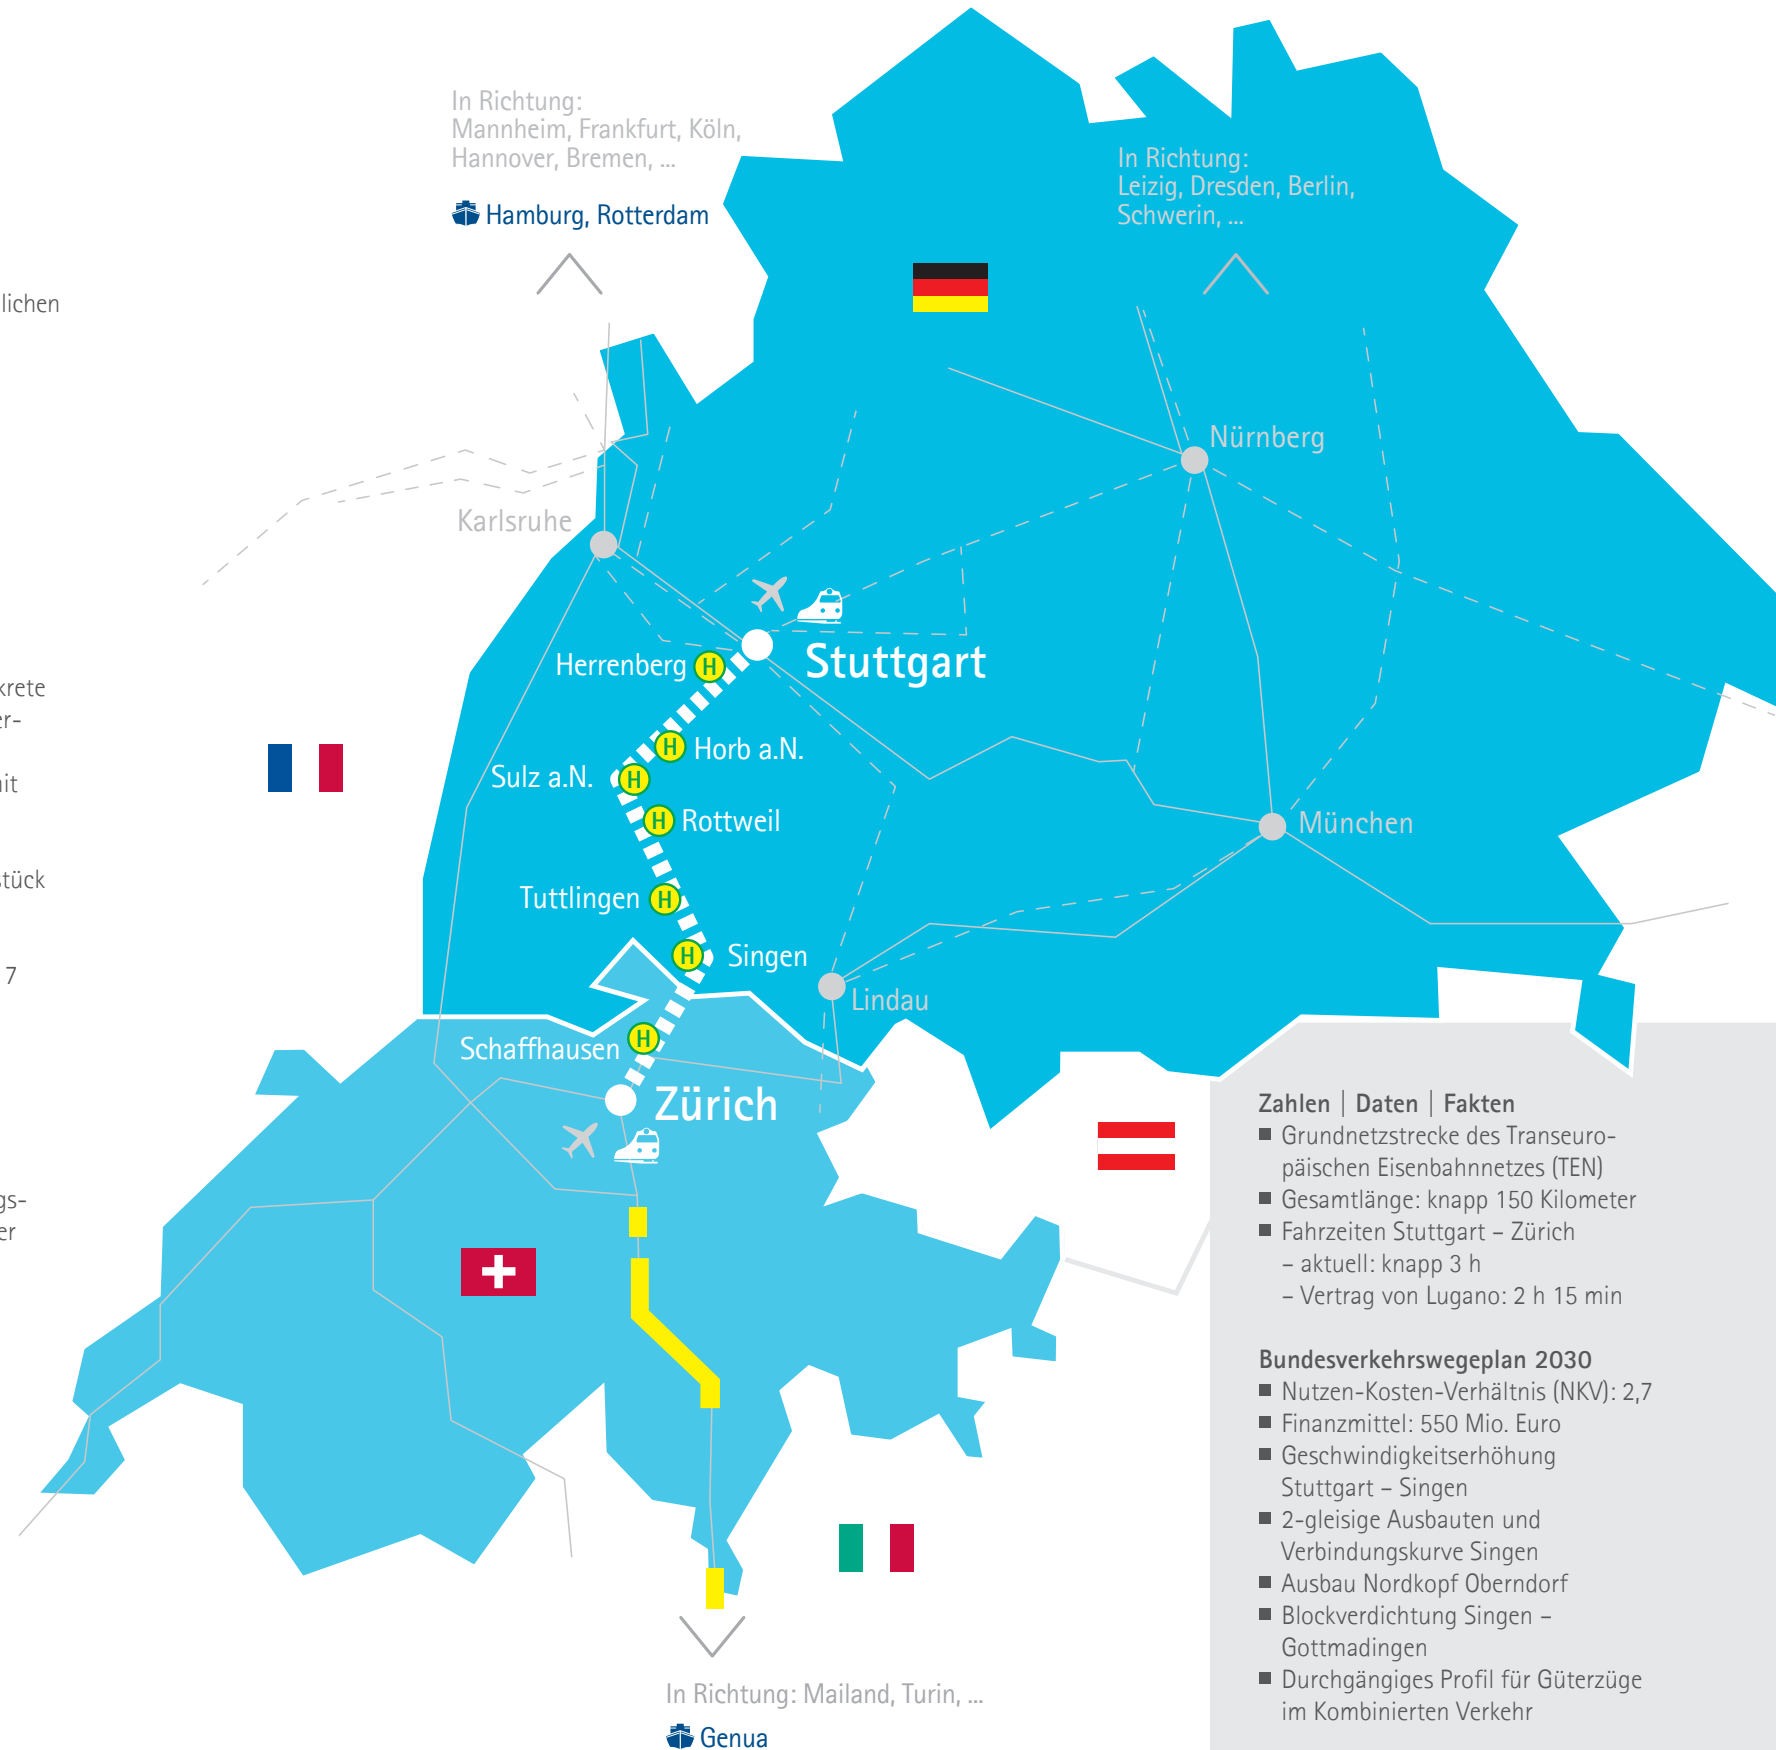 In Richtung:
Mannheim, Frankfurt, Köln,
Hannover, Bremen, ...
Hamburg, Rotterdam
In Richtung:
Leizig, Dresden, Berlin,
Schwerin, ...
lichen
Nürnberg
Karlsruhe
Stuttgart
Herrenberg
H
krete
er-
Horb a.N.
H
Sulz a.N.
H
nit
Rottweil
H
München
stück
Tuttlingen
H
Singen
H
17
Lindau
Schaffhausen
H
Zürich
gs-
er
Zahlen | Daten | Fakten
■ Grundnetzstrecke des Transeuro-
päischen Eisenbahnnetzes (TEN)
■ Gesamtlänge: knapp 150 Kilometer
■ Fahrzeiten Stuttgart – Zürich
– aktuell: knapp 3 h
– Vertrag von Lugano: 2 h 15 min
Bundesverkehrswegeplan 2030
■ Nutzen-Kosten-Verhältnis (NKV): 2,7
■ Finanzmittel: 550 Mio. Euro
■ Geschwindigkeitserhöhung
Stuttgart – Singen
■ 2-gleisige Ausbauten und
Verbindungskurve Singen
■ Ausbau Nordkopf Oberndorf
■ Blockverdichtung Singen –
Gottmadingen
■ Durchgängiges Profil für Güterzüge
im Kombinierten Verkehr
In Richtung: Mailand, Turin, ...
Genua